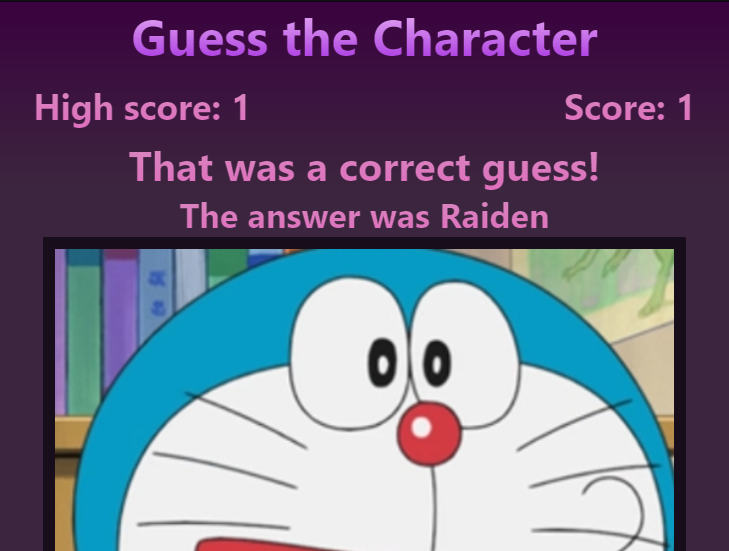 Guess the Character
High score: 1
Score: 1
That was a correct guess!
The answer was Raiden